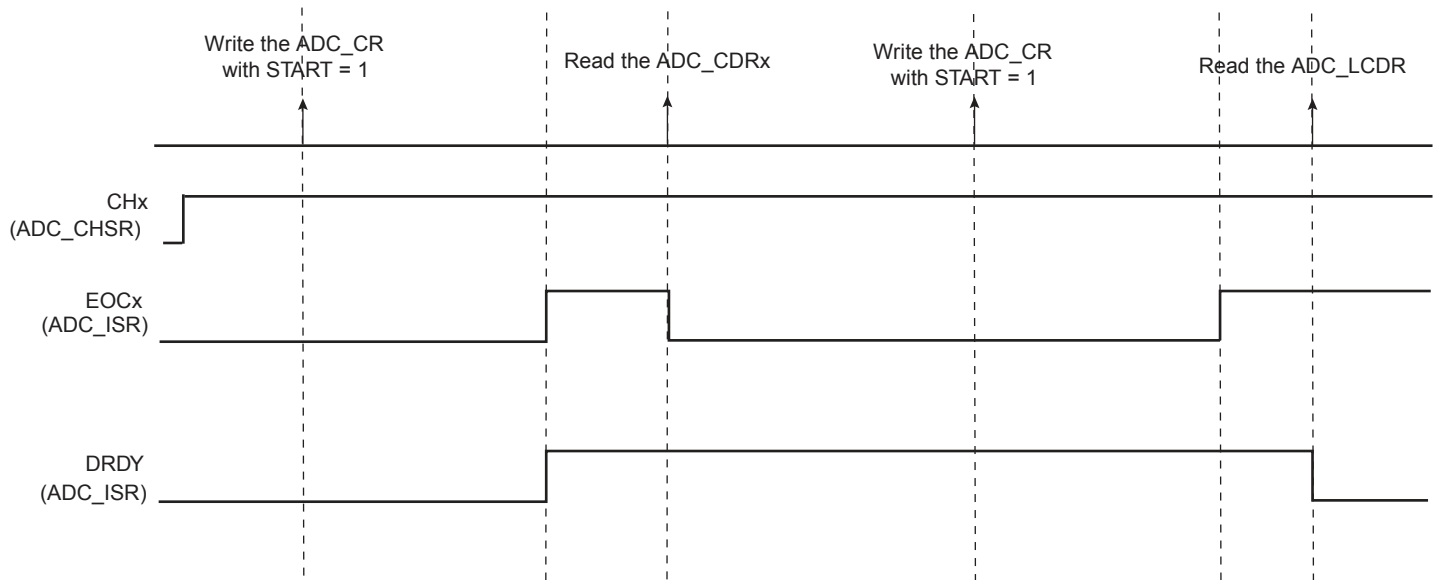 Write the ADC_CR
with START = 1
Read the ADC_CDRx
Write the ADC_CR
with START = 1
Read the ADC_LCDR
CHx
(ADC_CHSR)
EOCx
(ADC_ISR)
DRDY
(ADC_ISR)